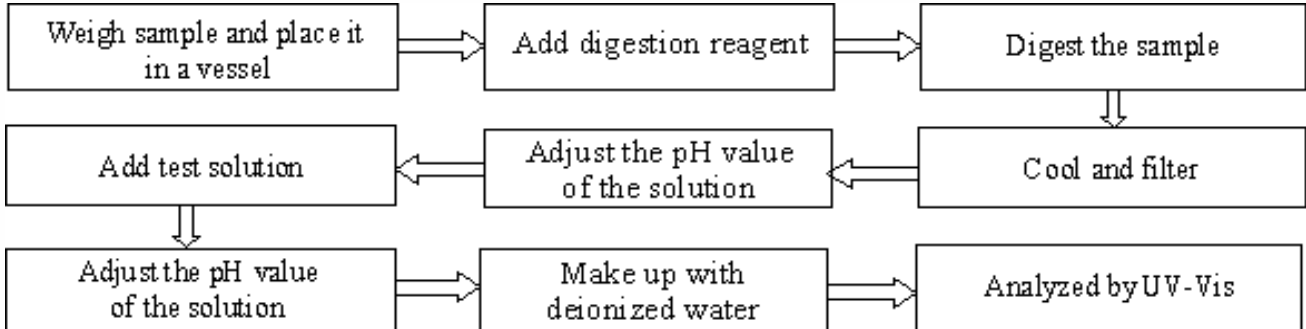 Weigh sample and place it
in a vessel
Add digestion reagent
Digest the sample
Cool and filter
Adjust the pH value
of the solution
Add test solution
Adjust the pH value
of the solution
Make up with
deionized water
Analyzed by UV-Vis